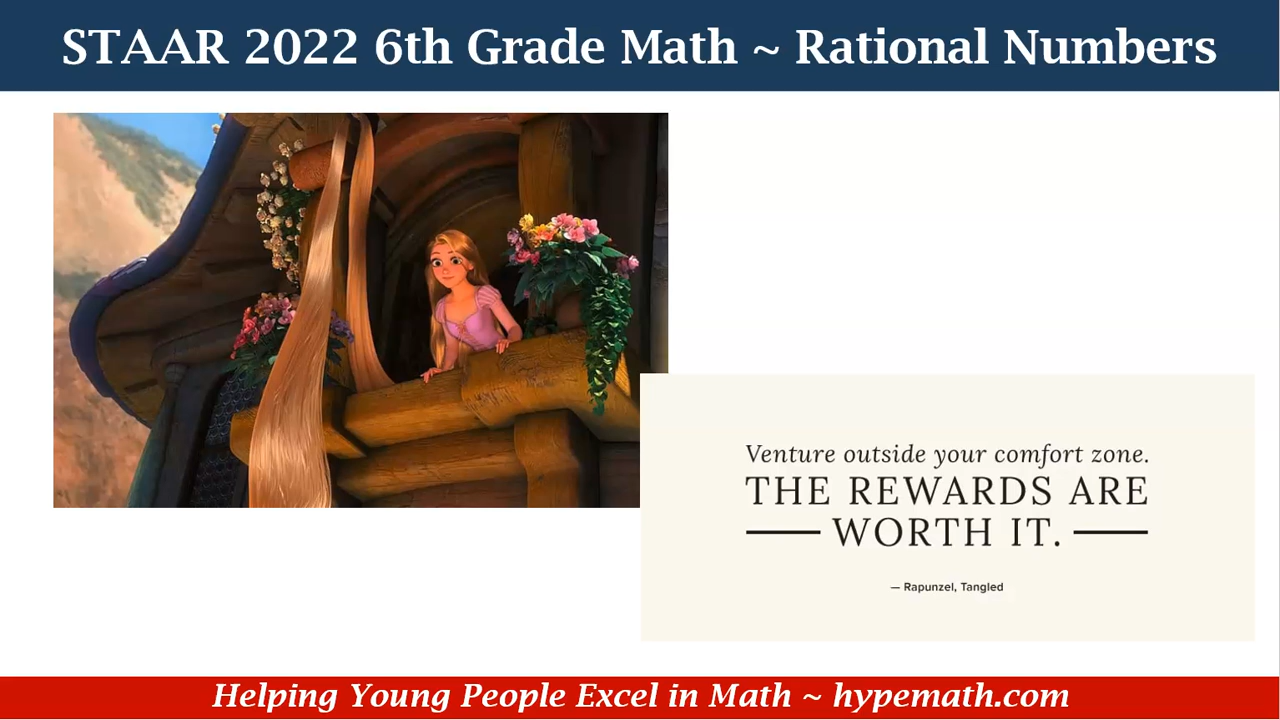 STAAR 2022 6th Grade Math ~ Rational Numbers
Venture outside your comfort zone.
THE REWARDS ARE
WORTH IT.
— Rapunzel, Tangled
Helping Young People Excel in Math ~ hypemath.com